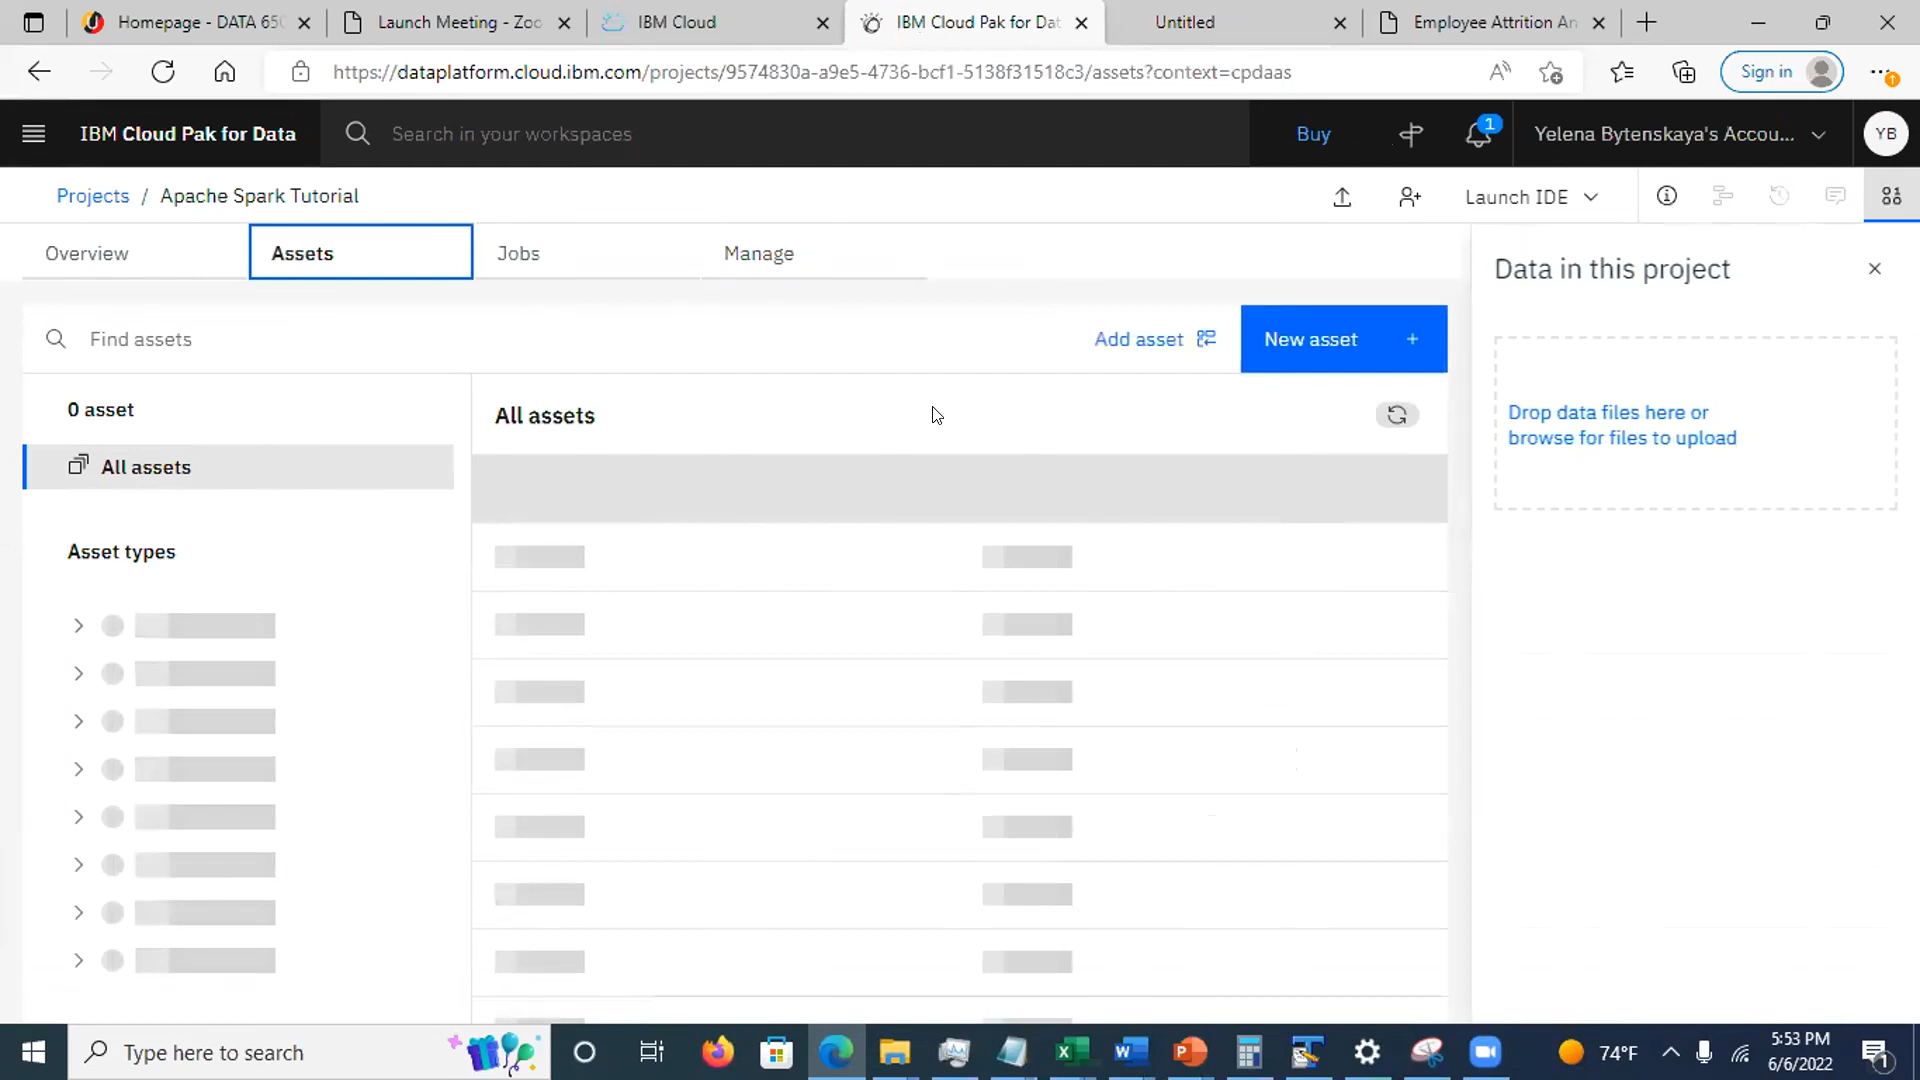 Homepage - DATA 650
Launch Meeting - Zoo
IBM Cloud
IBM Cloud Pak for Dat
Untitled
Employee Attrition An
https://dataplatform.cloud.ibm.com/projects/9574830a-a9e5-4736-bcf1-5138f31518c3/assets?context=cpdaas
Sign in
IBM Cloud Pak for Data
Search in your workspaces
Buy
1
Yelena Bytenskaya's Accou...
YB
Projects / Apache Spark Tutorial
Launch IDE
Overview
Assets
Jobs
Manage
Data in this project
Find assets
Add asset
New asset +
Drop data files here or
browse for files to upload
0 asset
All assets
All assets
Asset types
Type here to search
74°F
5:53 PM
6/6/2022
1